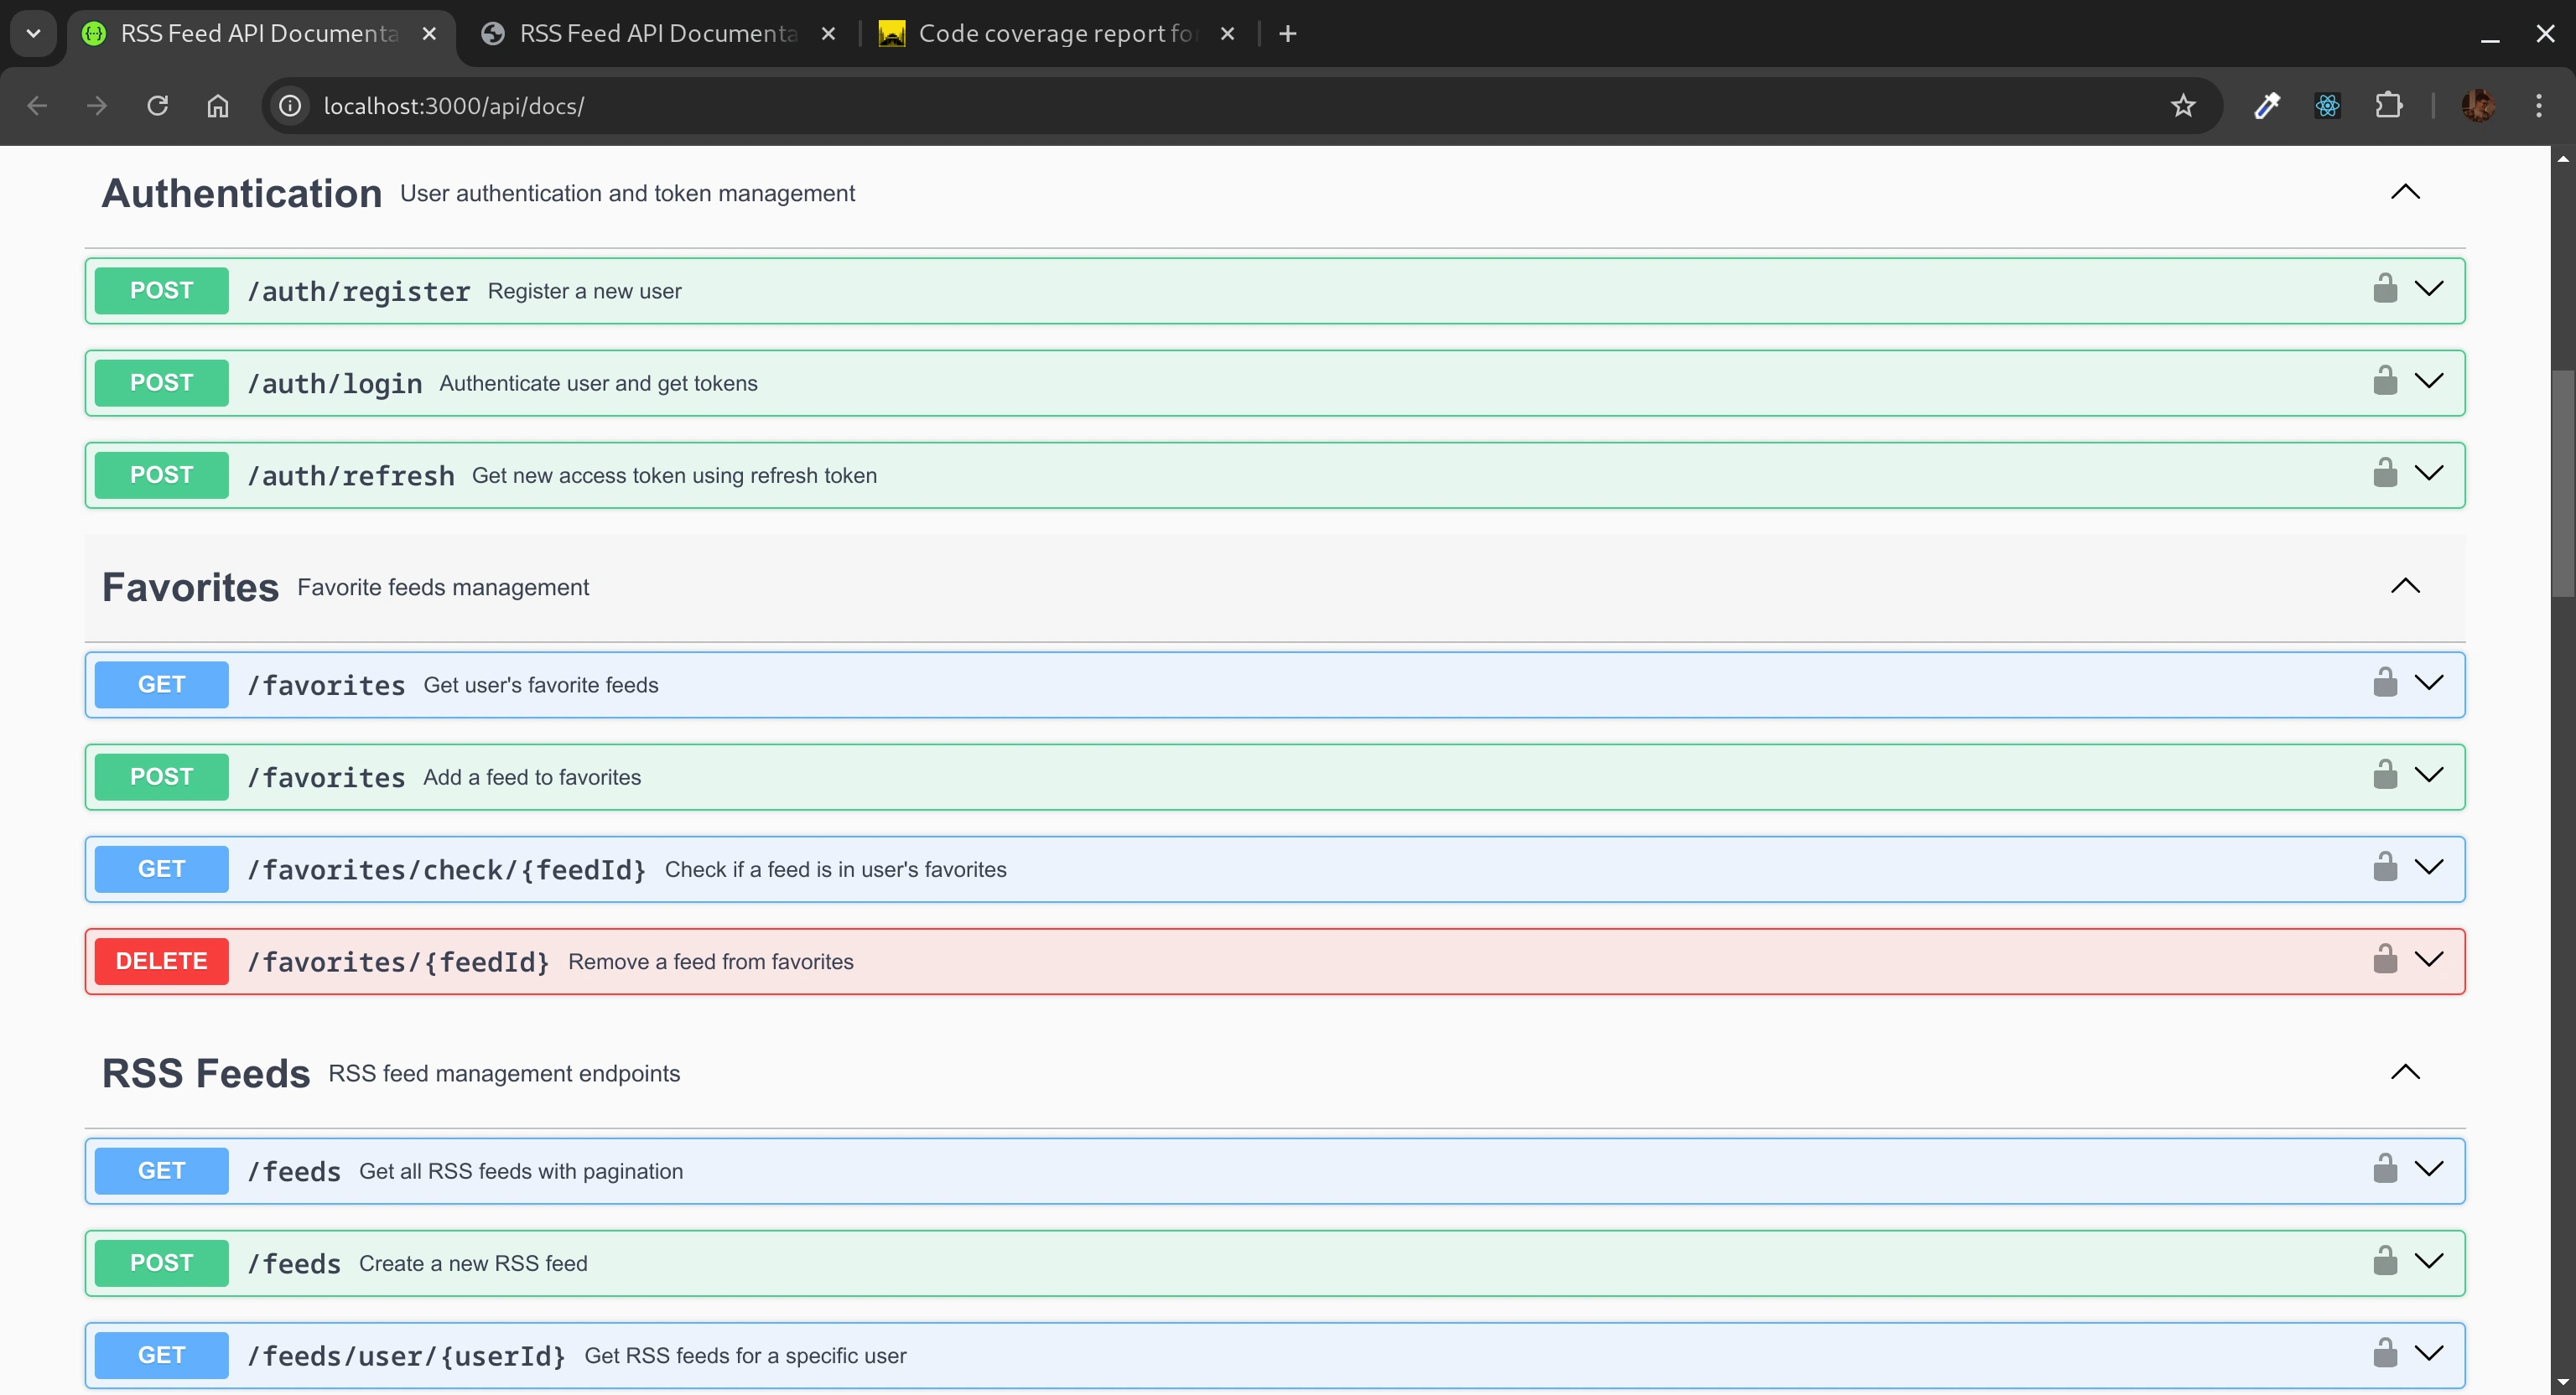 RSS Feed API Documenta
RSS Feed API Documenta
Code coverage report for
localhost:3000/api/docs/
Authentication User authentication and token management
POST /auth/register Register a new user
POST /auth/login Authenticate user and get tokens
POST /auth/refresh Get new access token using refresh token
Favorites Favorite feeds management
GET /favorites Get user's favorite feeds
POST /favorites Add a feed to favorites
GET /favorites/check/{feedId} Check if a feed is in user's favorites
DELETE /favorites/{feedId} Remove a feed from favorites
RSS Feeds RSS feed management endpoints
GET /feeds Get all RSS feeds with pagination
POST /feeds Create a new RSS feed
GET /feeds/user/{userId} Get RSS feeds for a specific user